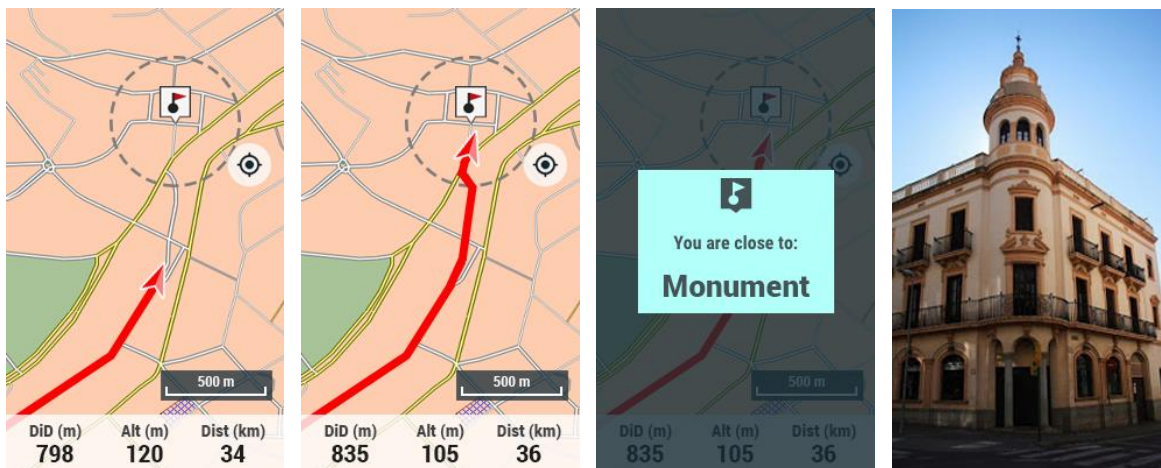 500 m
DiD (m) Alt (m) Dist (km)
798 120 34
500 m
DiD (m) Alt (m) Dist (km)
835 105 36
You are close to:
Monument
500 m
DiD (m) Alt (m) Dist (km)
835 105 36